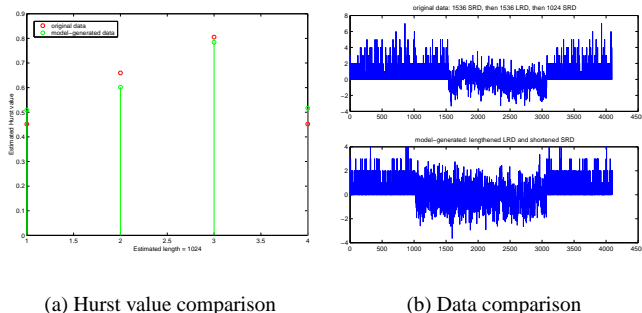 original data
model-generated data
Estimated Hurst value
0.9
0.8
0.7
0.6
0.5
0.4
0.3
0.2
0.1
0
1
1.5
2
2.5
3
3.5
4
Estimated length = 1024
(a) Hurst value comparison
original data: 1536 SRD, then 1536 LRD, then 1024 SRD
8
6
4
2
0
-2
-4
0 500 1000 1500 2000 2500 3000 3500 4000 4500
model-generated: lengthened LRD and shortened SRD
4
2
0
-2
-4
0 500 1000 1500 2000 2500 3000 3500 4000 450
(b) Data comparison